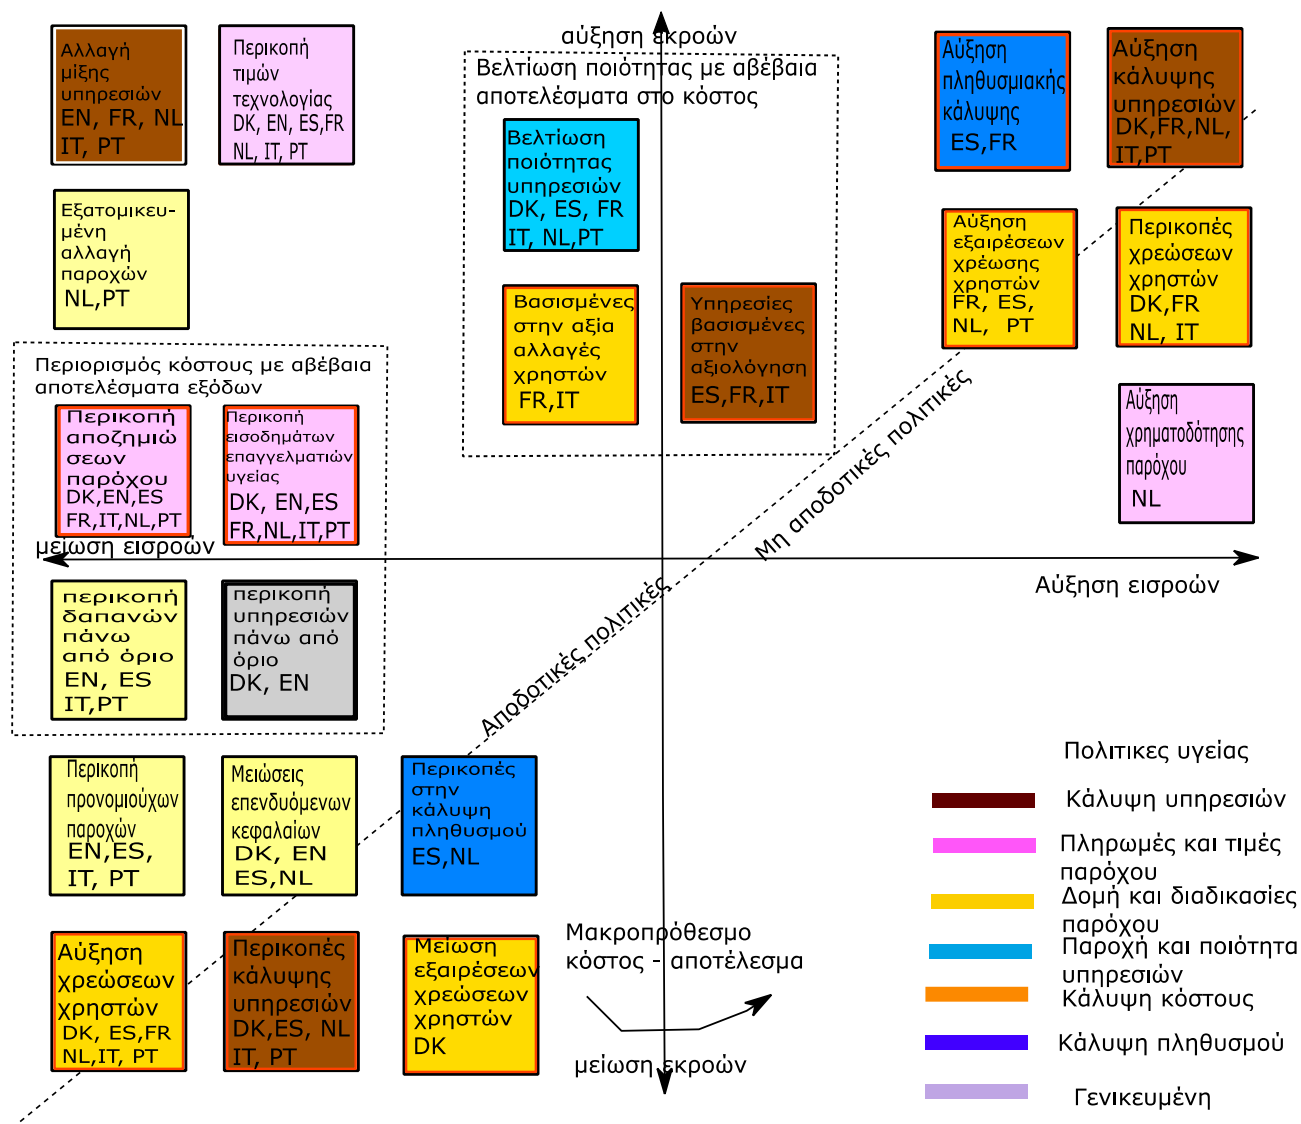 Αλλαγή
μίξης
υπηρεσιών
EN, FR, NL
IT, PT
Περικοπή
τιμών
τεχνολογίας
DK, EN, ES,FR
NL, IT, PT
αύξηση εκροών
Βελτίωση ποιότητας με αβέβαια
αποτελέσματα στο κόστος
Βελτίωση
ποιότητας
υπηρεσιών
DK, ES, FR
IT, NL,PT
Αύξηση
πληθυσμιακής
κάλυψης
ES,FR
Αύξηση
κάλυψης
υπηρεσιών
DK,FR,NL,
IT,PT
Εξατομικευ-
μένη
αλλαγή
παροχών
NL,PT
Βασισμένες
στην αξία
αλλαγές
χρηστών
FR,IT
Υπηρεσίες
βασισμένες
στην
αξιολόγηση
ES,FR,IT
Αύξηση
εξαιρέσεων
χρέωσης
χρηστών
FR, ES,
NL, PT
Περικοπές
χρεώσεων
χρηστών
DK,FR
NL, IT
Περιορισμός κόστους με αβέβαια
αποτελέσματα εξόδων
Περικοπή
αποζημιώ
σεων
παρόχου
DK,EN,ES
FR,IT,NL,PT
Περικοπή
εισοδημάτων
επαγγελματιών
υγείας
DK, EN,ES
FR,NL,IT,PT
Αύξηση
χρηματοδότησης
παρόχου
NL
Μη αποδοτικές πολιτικές
Αποδοτικές πολιτικές
μείωση εισροών
Αύξηση εισροών
περικοπή
δαπανών
πάνω
από όριο
EN, ES
IT,PT
περικοπή
υπηρεσιών
πάνω από
όριο
DK, EN
Περικοπή
προνομιούχων
παροχών
EN,ES,
IT, PT
Μειώσεις
επενδυόμενων
κεφαλαίων
DK, EN
ES,NL
Περικοπές
στην
κάλυψη
πληθυσμού
ES,NL
Αύξηση
χρεώσεων
χρηστών
DK, ES,FR
NL,IT, PT
Περικοπές
κάλυψης
υπηρεσιών
DK,ES, NL
IT, PT
Μείωση
εξαιρέσεων
χρεώσεων
χρηστών
DK
Μακροπρόθεσμο
κόστος - αποτέλεσμα
μείωση εκροών
Πολιτικες υγείας
Κάλυψη υπηρεσιών
Πληρωμές και τιμές
παρόχου
Δομή και διαδικασίες
παρόχου
Παροχή και ποιότητα
υπηρεσιών
Κάλυψη κόστους
Κάλυψη πληθυσμού
Γενικευμένη